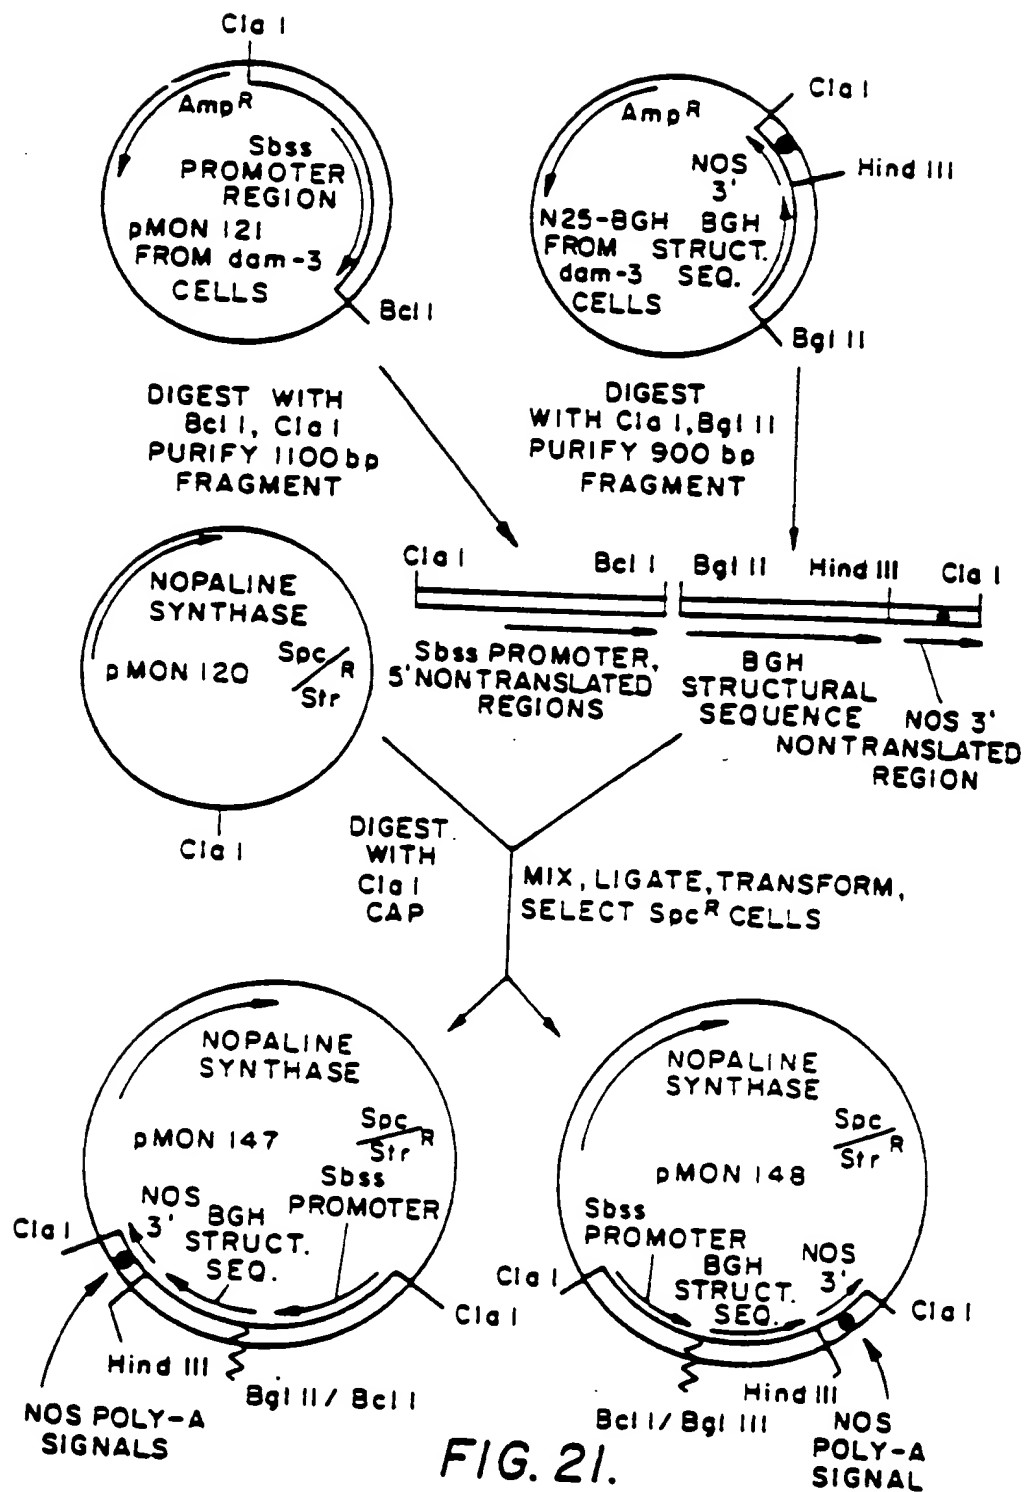 Cla I
Amp R
Sbss
PROMOTER
REGION
pMON 121
FROM dam-3
CELLS
Bcl I
Cla I
Amp R
NOS
3'
Hind III
N25-BGH
FROM
dam-3
CELLS
BGH
STRUCT.
SEQ.
Bgl II
DIGEST WITH
Bcl I, Cla I
PURIFY 1100 bp
FRAGMENT
DIGEST
WITH Cla I, Bgl II
PURIFY 900 bp
FRAGMENT
NOPALINE
SYNTHASE
pMON 120
Spc/Str R
Cla I
Cla I
Bcl I
Bgl II
Hind III
Cla I
Sbss PROMOTER,
5' NONTRANSLATED
REGIONS
BGH
STRUCTURAL
SEQUENCE
NOS 3'
NONTRANSLATED
REGION
DIGEST
WITH
Cla I
CAP
MIX, LIGATE, TRANSFORM,
SELECT Spc R CELLS
NOPALINE
SYNTHASE
pMON 147
Spc/Str R
Sbss
PROMOTER
NOS
3'
BGH
STRUCT.
SEQ.
Cla I
Cla I
Hind III
Bgl II / Bcl I
NOS POLY-A
SIGNALS
NOPALINE
SYNTHASE
Spc/Str R
pMON 148
Sbss
PROMOTER
BGH
STRUCT.
SEQ.
NOS
3'
Cla I
Cla I
Hind III
Bcl I / Bgl III
NOS
POLY-A
SIGNAL
FIG. 21.